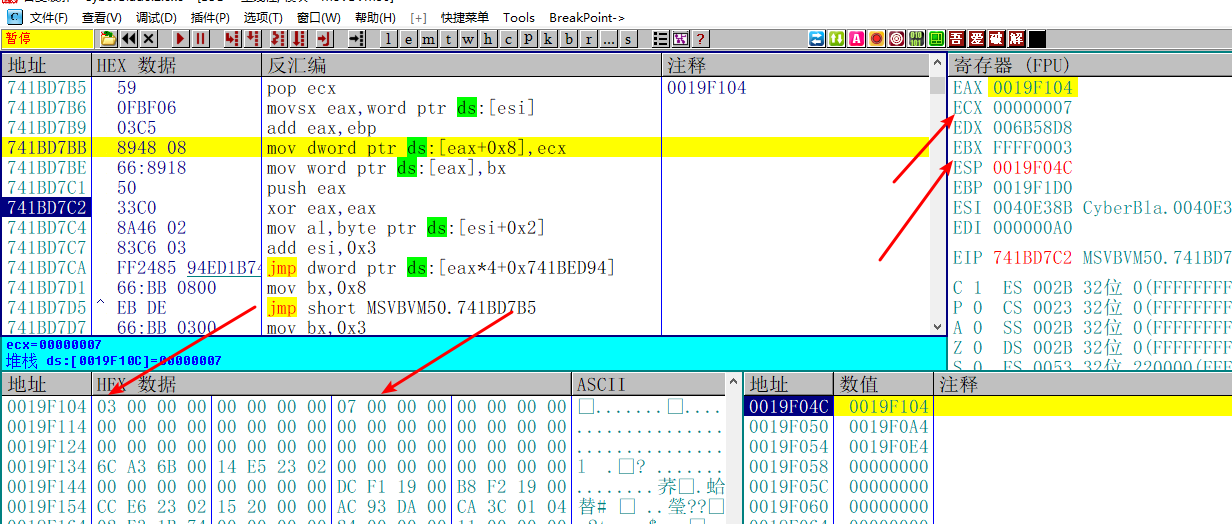 文件(F) 查看(V) 调试(D) 插件(P) 选项(T) 窗口(W) 帮助(H) [+] 快捷菜单 Tools BreakPoint->
暂停 l e m t w h c p k b r ... s ? 吾 爱 破 解
地址 HEX 数据 反汇编 注释
741BD7B5 59 pop ecx 0019F104
741BD7B6 0FBF06 movsx eax,word ptr ds:[esi]
741BD7B9 03C5 add eax,ebp
741BD7BB 8948 08 mov dword ptr ds:[eax+0x8],ecx
741BD7BE 66:8918 mov word ptr ds:[eax],bx
741BD7C1 50 push eax
741BD7C2 33C0 xor eax,eax
741BD7C4 8A46 02 mov al,byte ptr ds:[esi+0x2]
741BD7C7 83C6 03 add esi,0x3
741BD7CA FF2485 94ED1B74 jmp dword ptr ds:[eax*4+0x741BED94]
741BD7D1 66:BB 0800 mov bx,0x8
741BD7D5 ^ EB DE jmp short MSVBVM50.741BD7B5
741BD7D7 66:BB 0300 mov bx,0x3
寄存器 (FPU)
EAX 0019F104
ECX 00000007
EDX 006B58D8
EBX FFFF0003
ESP 0019F04C
EBP 0019F1D0
ESI 0040E38B CyberBla.0040E3
EDI 000000A0
EIP 741BD7C2 MSVBVM50.741BD7
C 1 ES 002B 32位 0(FFFFFFFF
P 0 CS 0023 32位 0(FFFFFFFF
A 0 SS 002B 32位 0(FFFFFFFF
Z 0 DS 002B 32位 0(FFFFFFFF
S 0 FS 0053 32位 220000(FFF
ecx=00000007
堆栈 ds:[0019F10C]=00000007
地址 HEX 数据 ASCII
0019F104 03 00 00 00 00 00 00 00 07 00 00 00 00 00 00 00
0019F114 00 00 00 00 00 00 00 00 00 00 00 00 00 00 00 00 ................
0019F124 00 00 00 00 00 00 00 00 00 00 00 00 00 00 00 00 ................
0019F134 6C A3 6B 00 14 E5 23 02 00 00 00 00 00 00 00 00
0019F144 00 00 00 00 00 00 00 00 DC F1 19 00 B8 F2 19 00
0019F154 CC E6 23 02 15 20 00 00 AC 93 DA 00 CA 3C 01 04
地址 数值 注释
0019F04C 0019F104
0019F050 0019F0A4
0019F054 0019F0E4
0019F058 00000000
0019F05C 00000000
0019F060 00000000